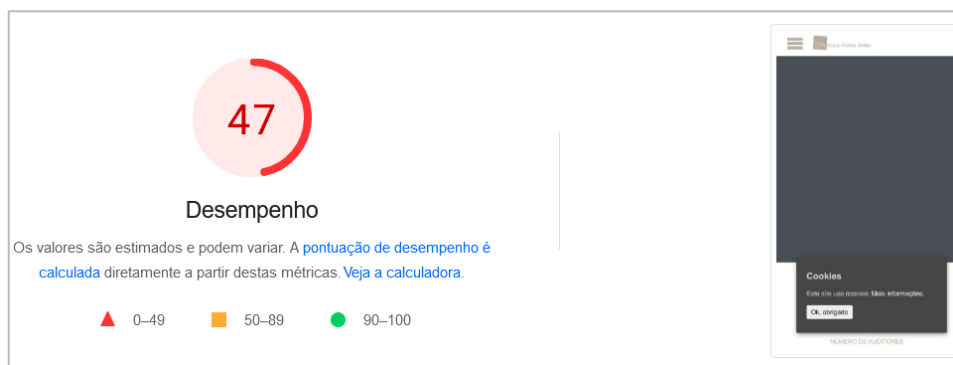 47
Desempenho
Os valores são estimados e podem variar. A pontuação de desempenho é
calculada diretamente a partir destas métricas. Veja a calculadora.
0–49 50–89 90–100
Cookies
Este site usa cookies. Mais informações.
Ok, obrigado
NÚMERO DE AUDITORES